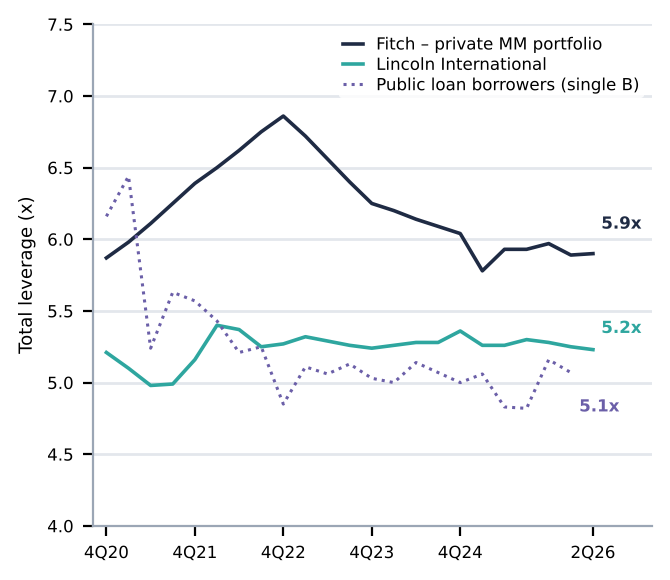 7.5
7.0
6.5
6.0
5.5
5.0
4.5
4.0
Total leverage (x)
Fitch – private MM portfolio
Lincoln International
Public loan borrowers (single B)
5.9x
5.2x
5.1x
4Q20 4Q21 4Q22 4Q23 4Q24 2Q26